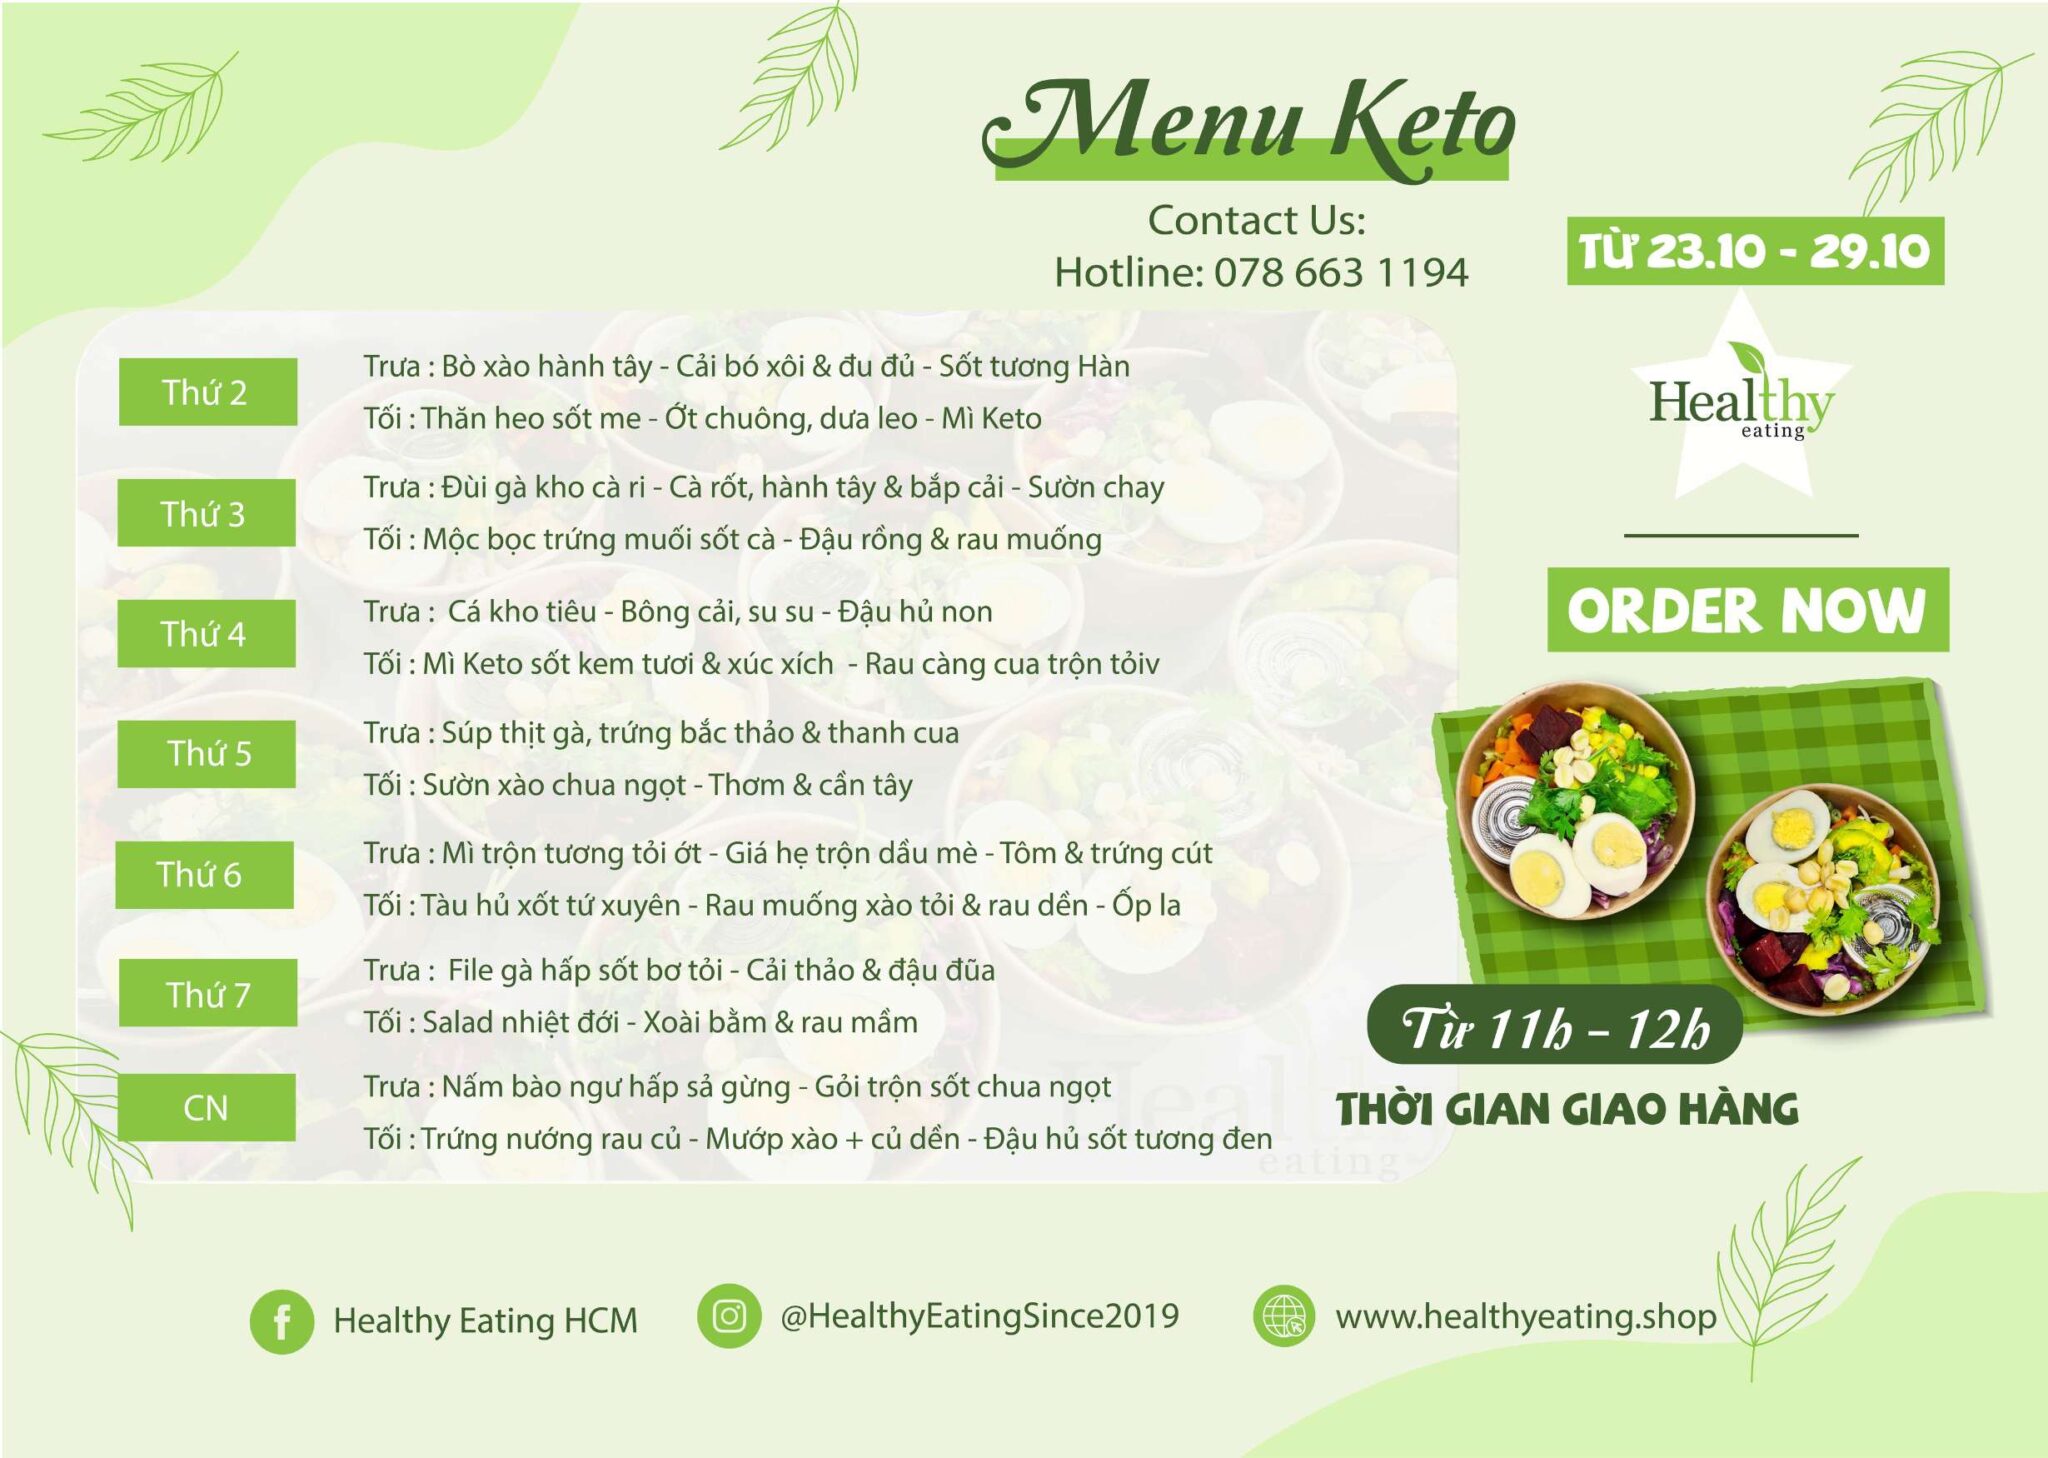 Menu Keto
Contact Us:
Hotline: 078 663 1194
TỪ 23.10 - 29.10
Healthy
eating
Thứ 2
Trưa : Bò xào hành tây - Cải bó xôi & đu đủ - Sốt tương Hàn
Tối : Thăn heo sốt me - Ớt chuông, dưa leo - Mì Keto
Thứ 3
Trưa : Đùi gà kho cà ri - Cà rốt, hành tây & bắp cải - Sườn chay
Tối : Mộc bọc trứng muối sốt cà - Đậu rồng & rau muống
Thứ 4
Trưa : Cá kho tiêu - Bông cải, su su - Đậu hủ non
Tối : Mì Keto sốt kem tươi & xúc xích - Rau càng cua trộn tỏiv
Thứ 5
Trưa : Súp thịt gà, trứng bắc thảo & thanh cua
Tối : Sườn xào chua ngọt - Thơm & cần tây
Thứ 6
Trưa : Mì trộn tương tỏi ớt - Giá hẹ trộn dầu mè - Tôm & trứng cút
Tối : Tàu hủ xốt tứ xuyên - Rau muống xào tỏi & rau dền - Ốp la
Thứ 7
Trưa : File gà hấp sốt bơ tỏi - Cải thảo & đậu đũa
Tối : Salad nhiệt đới - Xoài bằm & rau mầm
CN
Trưa : Nấm bào ngư hấp sả gừng - Gỏi trộn sốt chua ngọt
Tối : Trứng nướng rau củ - Mướp xào + củ dền - Đậu hủ sốt tương đen
Healthy
eating
ORDER NOW
Từ 11h - 12h
THỜI GIAN GIAO HÀNG
Healthy Eating HCM
@HealthyEatingSince2019
www.healthyeating.shop